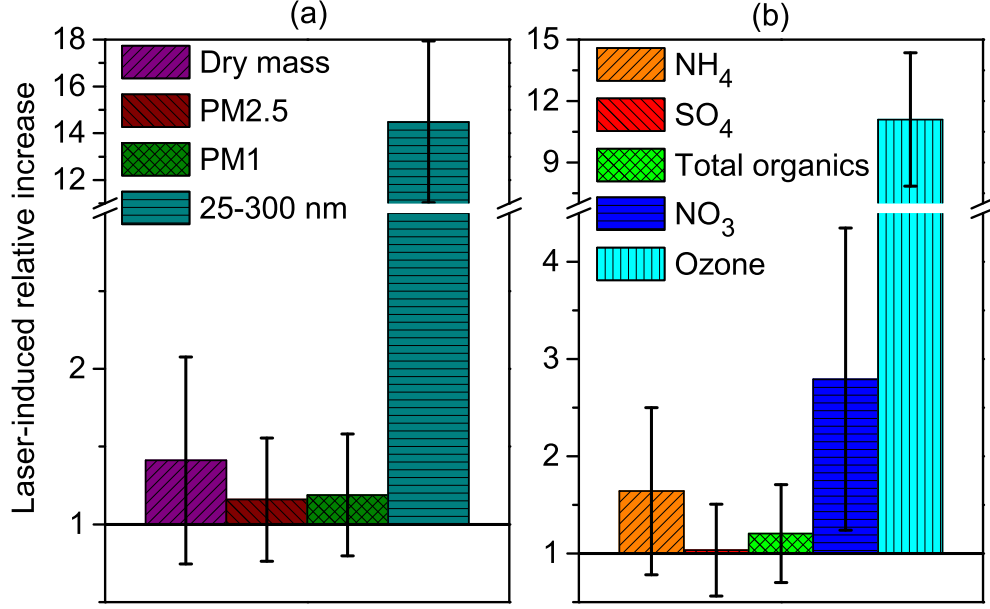 (a)
Laser-induced relative increase
18
16
14
12
2
1
Dry mass
PM2.5
PM1
25-300 nm
(b)
15
12
9
4
3
2
1
NH4
SO4
Total organics
NO3
Ozone